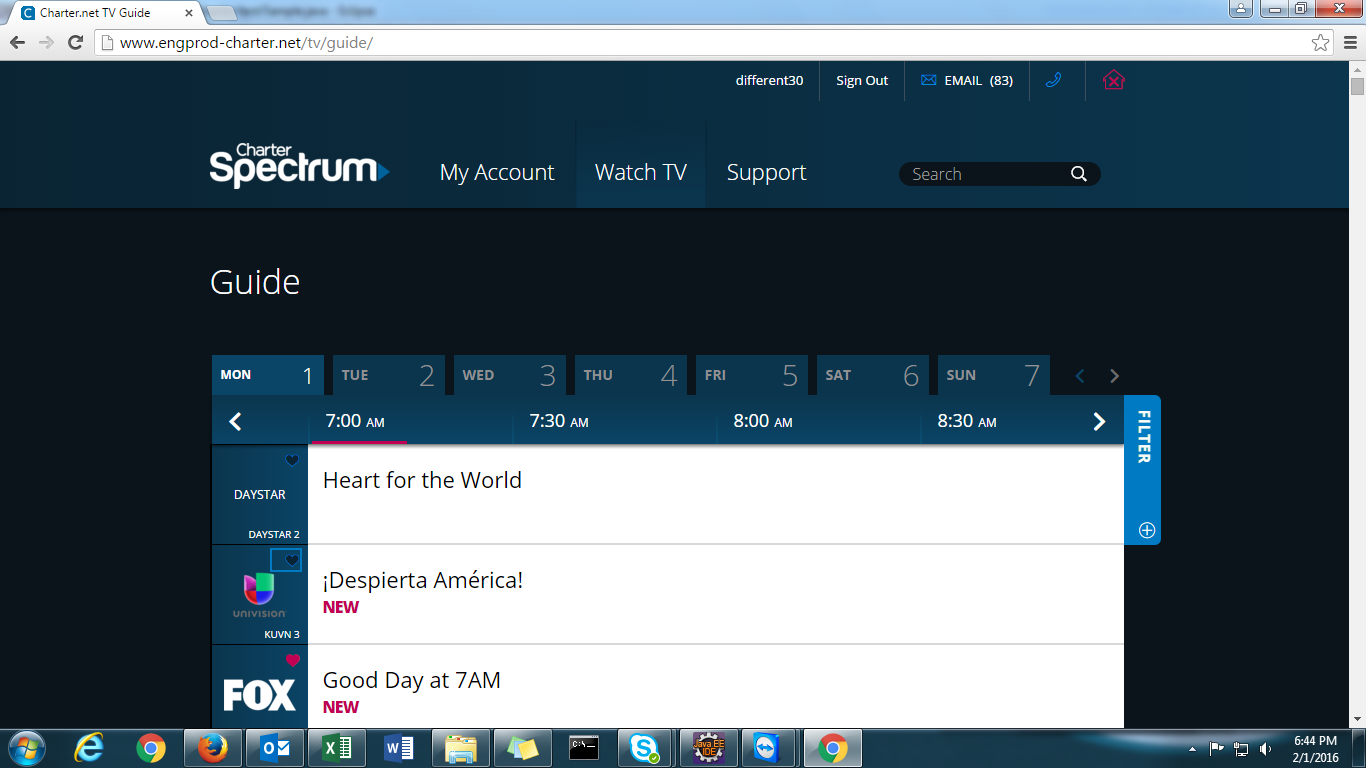 Charter.net TV Guide
www.engprod-charter.net/tv/guide/
different30 Sign Out EMAIL (83)
Charter
Spectrum
My Account Watch TV Support Search
Guide
MON 1 TUE 2 WED 3 THU 4 FRI 5 SAT 6 SUN 7
7:00 AM 7:30 AM 8:00 AM 8:30 AM
FILTER
Heart for the World
DAYSTAR
DAYSTAR 2
¡Despierta América!
NEW
UNIVISION
KUVN 3
Good Day at 7AM
FOX
NEW
Java EE
IDE
C:\_
6:44 PM
2/1/2016